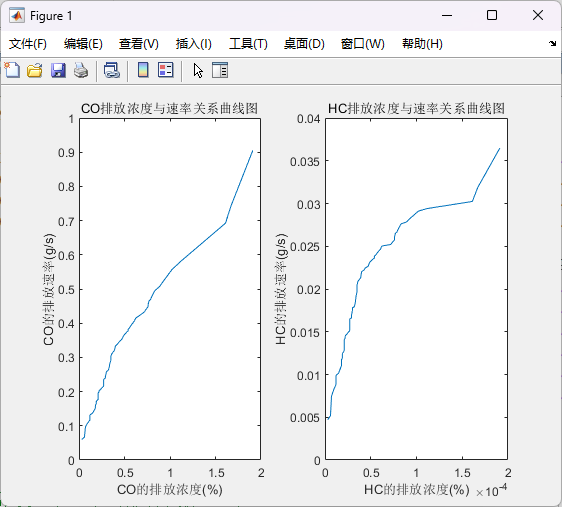 Figure 1
文件(F) 编辑(E) 查看(V) 插入(I) 工具(T) 桌面(D) 窗口(W) 帮助(H)
CO排放浓度与速率关系曲线图
1
0.9
0.8
0.7
0.6
0.5
0.4
0.3
0.2
0.1
0
CO的排放速率(g/s)
0 0.5 1 1.5 2
CO的排放浓度(%)
HC排放浓度与速率关系曲线图
0.04
0.035
0.03
0.025
0.02
0.015
0.01
0.005
0
HC的排放速率(g/s)
0 0.5 1 1.5 2
HC的排放浓度(%) ×10⁻⁴